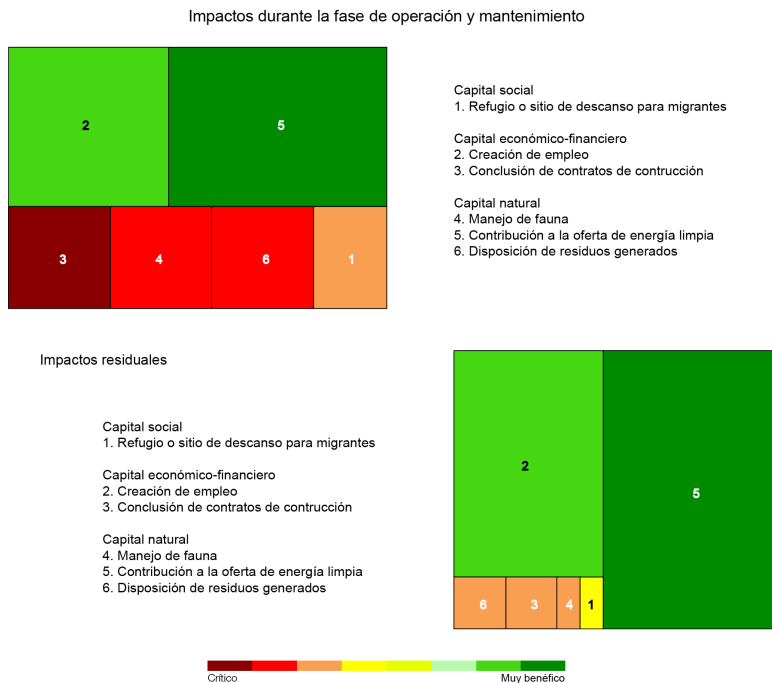 Impactos durante la fase de operación y mantenimiento
2
5
3
4
6
1
Capital social
1. Refugio o sitio de descanso para migrantes
Capital económico-financiero
2. Creación de empleo
3. Conclusión de contratos de contrucción
Capital natural
4. Manejo de fauna
5. Contribución a la oferta de energía limpia
6. Disposición de residuos generados
Impactos residuales
Capital social
1. Refugio o sitio de descanso para migrantes
Capital económico-financiero
2. Creación de empleo
3. Conclusión de contratos de contrucción
Capital natural
4. Manejo de fauna
5. Contribución a la oferta de energía limpia
6. Disposición de residuos generados
2
5
6
3
4
1
Crítico
Muy benéfico